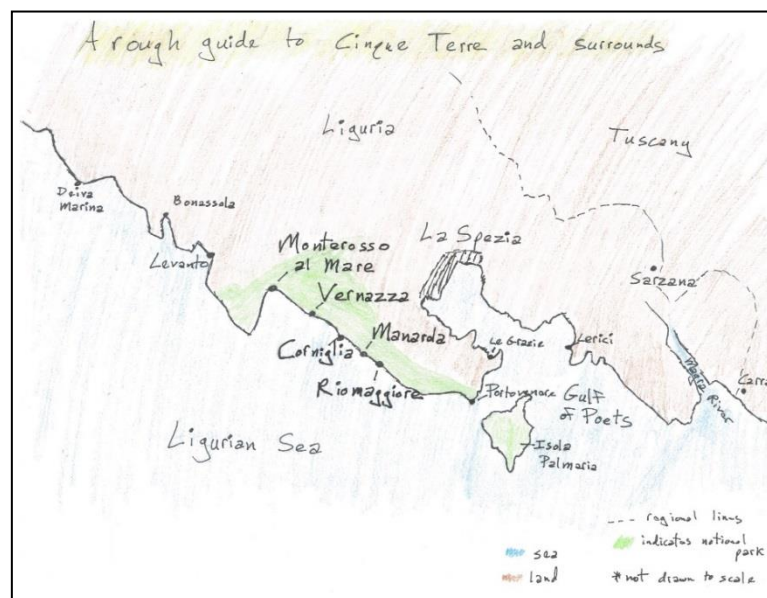 A rough guide to Cinque Terre and surrounds
Liguria
Tuscany
Deiva
Marina
Bonassola
Levanto
Monterosso
al Mare
La Spezia
Vernazza
Sarzana
Corniglia
Manarda
Le Grazie
Lerici
Magra River
Carra
Riomaggiore
Portovenere
Gulf
of Poets
Ligurian Sea
Isola
Palmaria
--- regional lines
indicates national
park
sea
land
*not drawn to scale